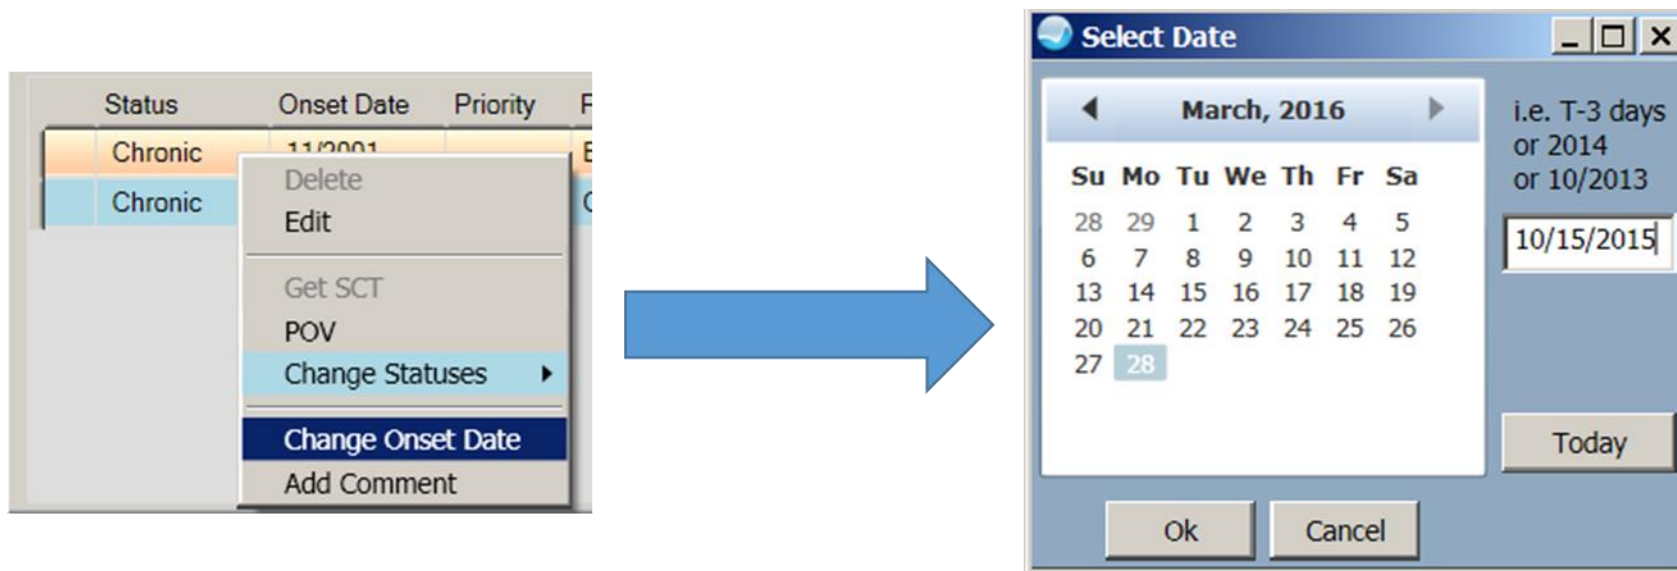 Status Onset Date Priority
Chronic 11/2001
Chronic
Delete
Edit
Get SCT
POV
Change Statuses
Change Onset Date
Add Comment
Select Date
March, 2016
Su Mo Tu We Th Fr Sa
28 29 1 2 3 4 5
6 7 8 9 10 11 12
13 14 15 16 17 18 19
20 21 22 23 24 25 26
27 28
i.e. T-3 days
or 2014
or 10/2013
10/15/2015
Today
Ok Cancel